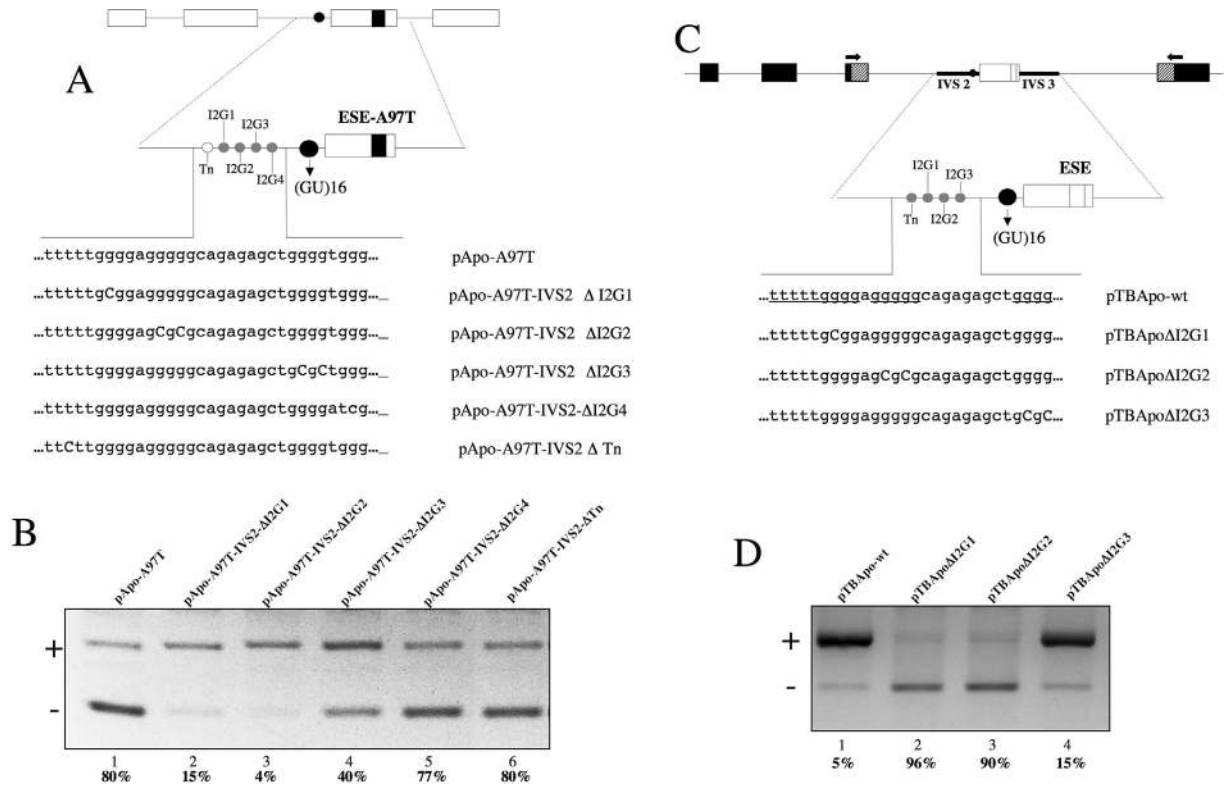 A
I2G1
I2G3
ESE-A97T
Tn
I2G2
I2G4
(GU)16
...tttttggggagggggcagagagctggggtggg... pApo-A97T
...tttttgCggagggggcagagagctggggtggg..._ pApo-A97T-IVS2 Δ I2G1
...tttttggggagCgCgcagagagctggggtggg..._ pApo-A97T-IVS2 ΔI2G2
...tttttggggagggggcagagagctgCgCtggg..._ pApo-A97T-IVS2 ΔI2G3
...tttttggggagggggcagagagctggggatcg..._ pApo-A97T-IVS2-ΔI2G4
...ttCttggggagggggcagagagctggggtggg..._ pApo-A97T-IVS2 Δ Tn
B
pApo-A97T
pApo-A97T-IVS2-ΔI2G1
pApo-A97T-IVS2-ΔI2G2
pApo-A97T-IVS2-ΔI2G3
pApo-A97T-IVS2-ΔI2G4
pApo-A97T-IVS2-ΔTn
+
-
1 2 3 4 5 6
80% 15% 4% 40% 77% 80%
C
IVS 2 IVS 3
I2G1
I2G3
ESE
Tn
I2G2
(GU)16
...tttttggggagggggcagagagctgggg... pTBApo-wt
...tttttgCggagggggcagagagctgggg... pTBApoΔI2G1
...tttttggggagCgCgcagagagctgggg... pTBApoΔI2G2
...tttttggggagggggcagagagctgCgC... pTBApoΔI2G3
D
pTBApo-wt
pTBApoΔI2G1
pTBApoΔI2G2
pTBApoΔI2G3
+
-
1 2 3 4
5% 96% 90% 15%